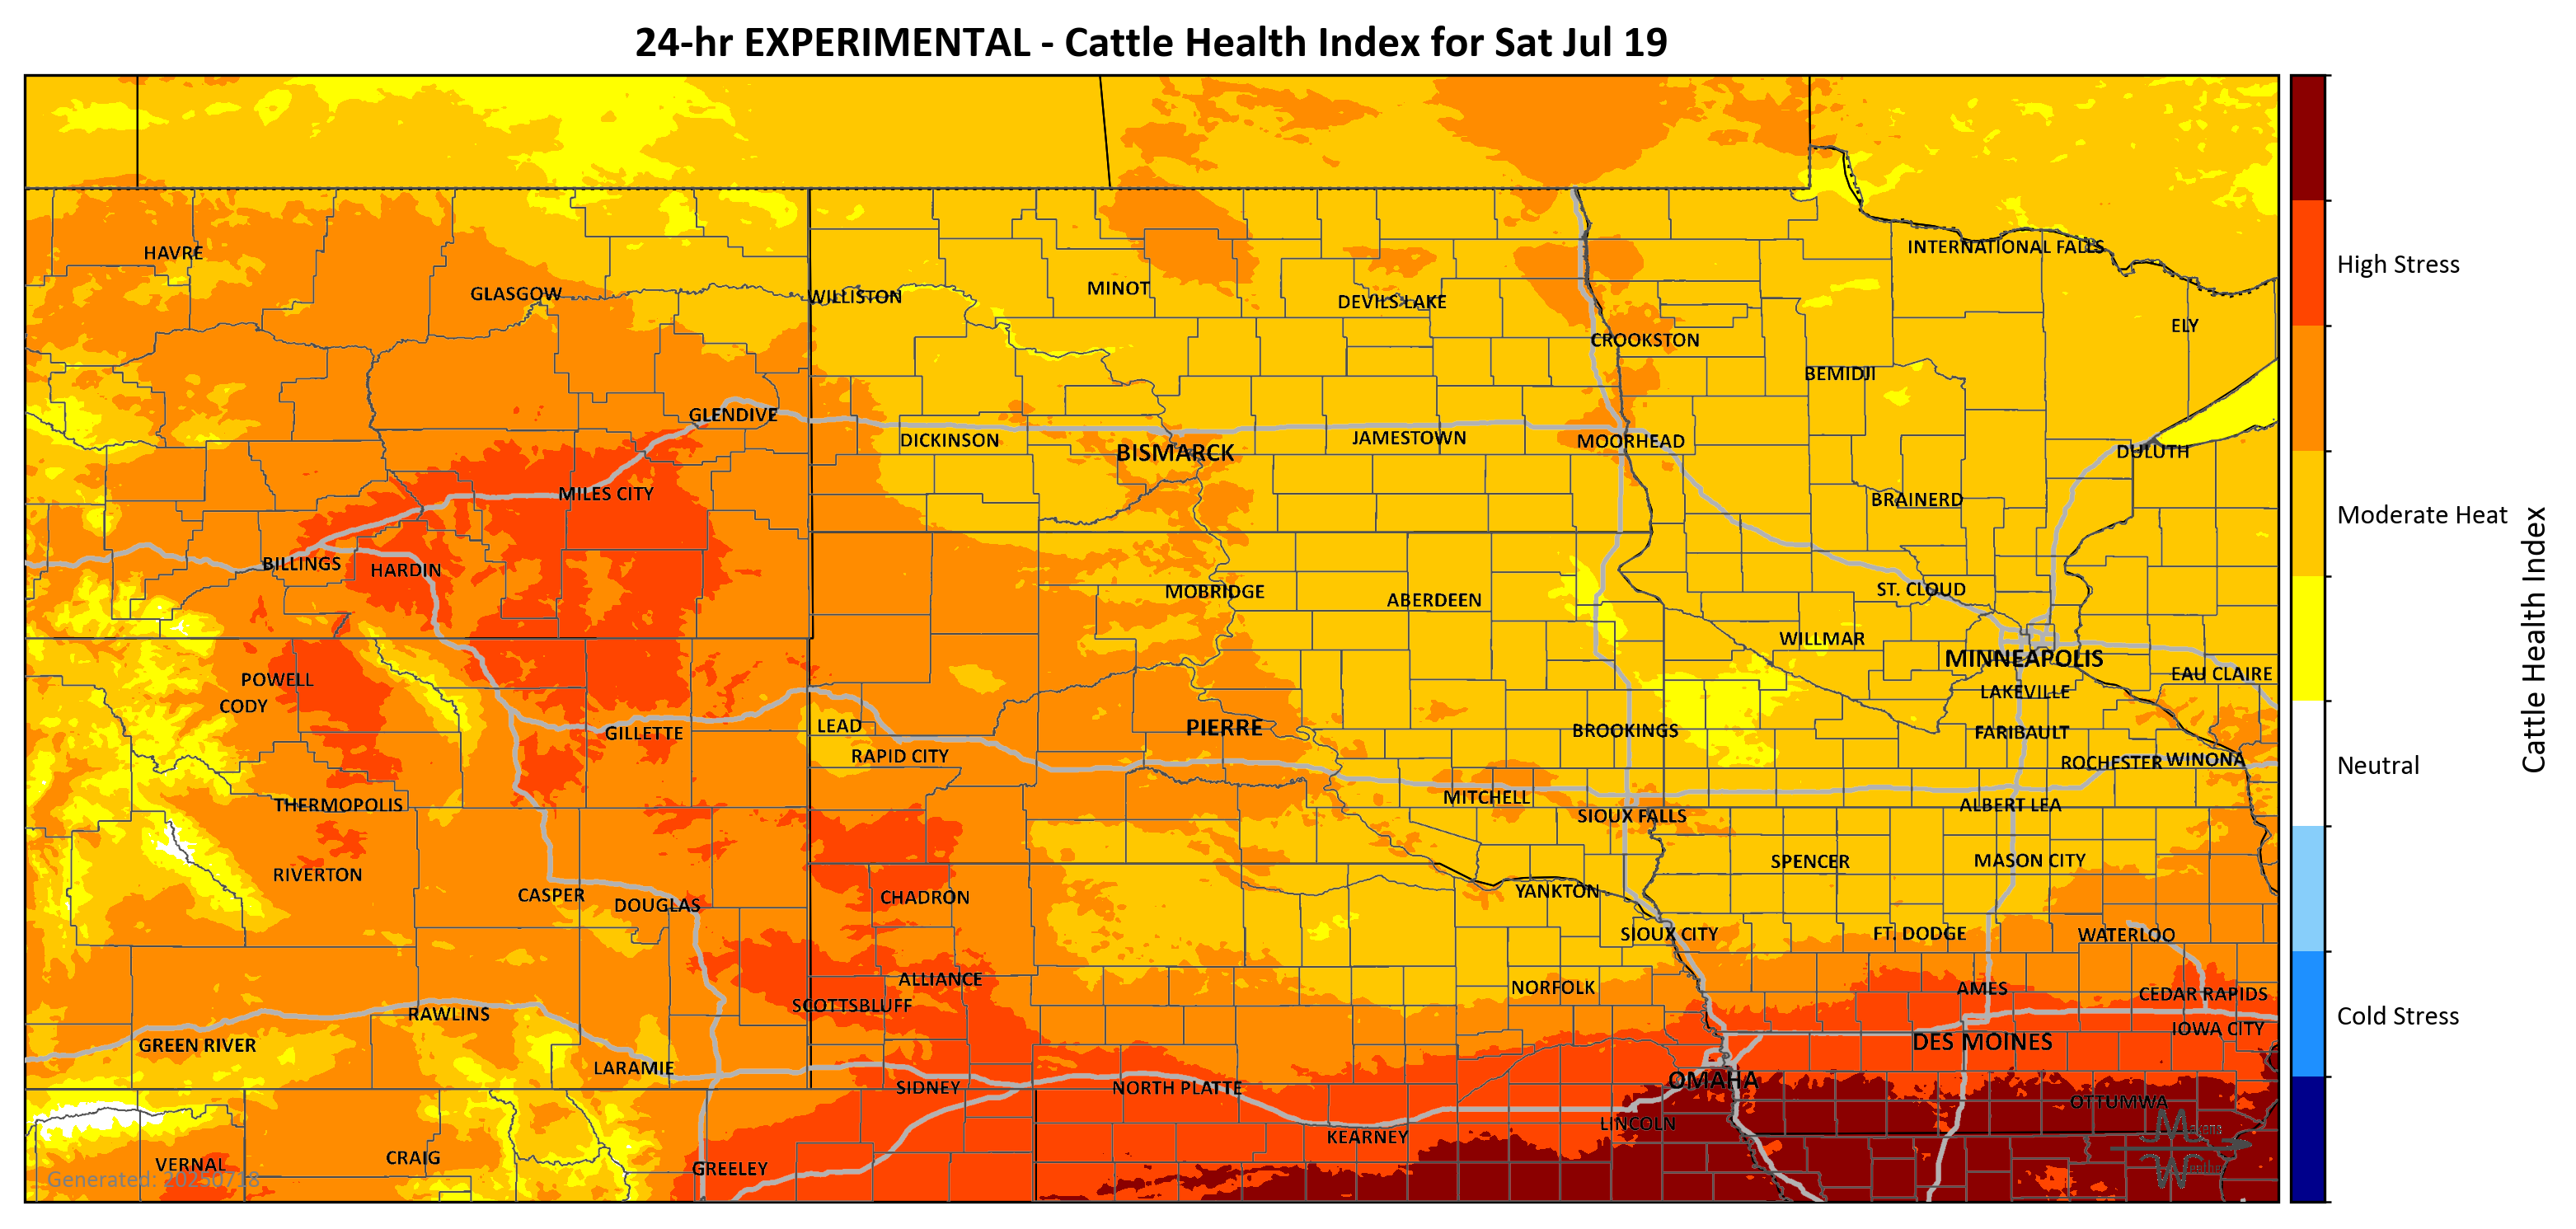 24-hr EXPERIMENTAL - Cattle Health Index for Sat Jul 19
HAVRE
INTERNATIONAL FALLS
High Stress
GLASGOW
WILLISTON
MINOT
DEVILS LAKE
ELY
CROOKSTON
BEMIDJI
GLENDIVE
DICKINSON
BISMARCK
JAMESTOWN
MOORHEAD
DULUTH
MILES CITY
BRAINERD
Moderate Heat
BILLINGS
HARDIN
MOBRIDGE
ABERDEEN
ST. CLOUD
WILLMAR
MINNEAPOLIS
Cattle Health Index
POWELL
EAU CLAIRE
CODY
LAKEVILLE
GILLETTE
LEAD
PIERRE
BROOKINGS
FARIBAULT
RAPID CITY
ROCHESTER
WINONA
Neutral
THERMOPOLIS
MITCHELL
SIOUX FALLS
ALBERT LEA
RIVERTON
SPENCER
MASON CITY
CASPER
DOUGLAS
CHADRON
YANKTON
SIOUX CITY
FT. DODGE
WATERLOO
ALLIANCE
NORFOLK
AMES
CEDAR RAPIDS
SCOTTSBLUFF
RAWLINS
Cold Stress
GREEN RIVER
DES MOINES
IOWA CITY
LARAMIE
SIDNEY
NORTH PLATTE
OMAHA
OTTUMWA
LINCOLN
KEARNEY
VERNAL
CRAIG
GREELEY
Generated: 20250718